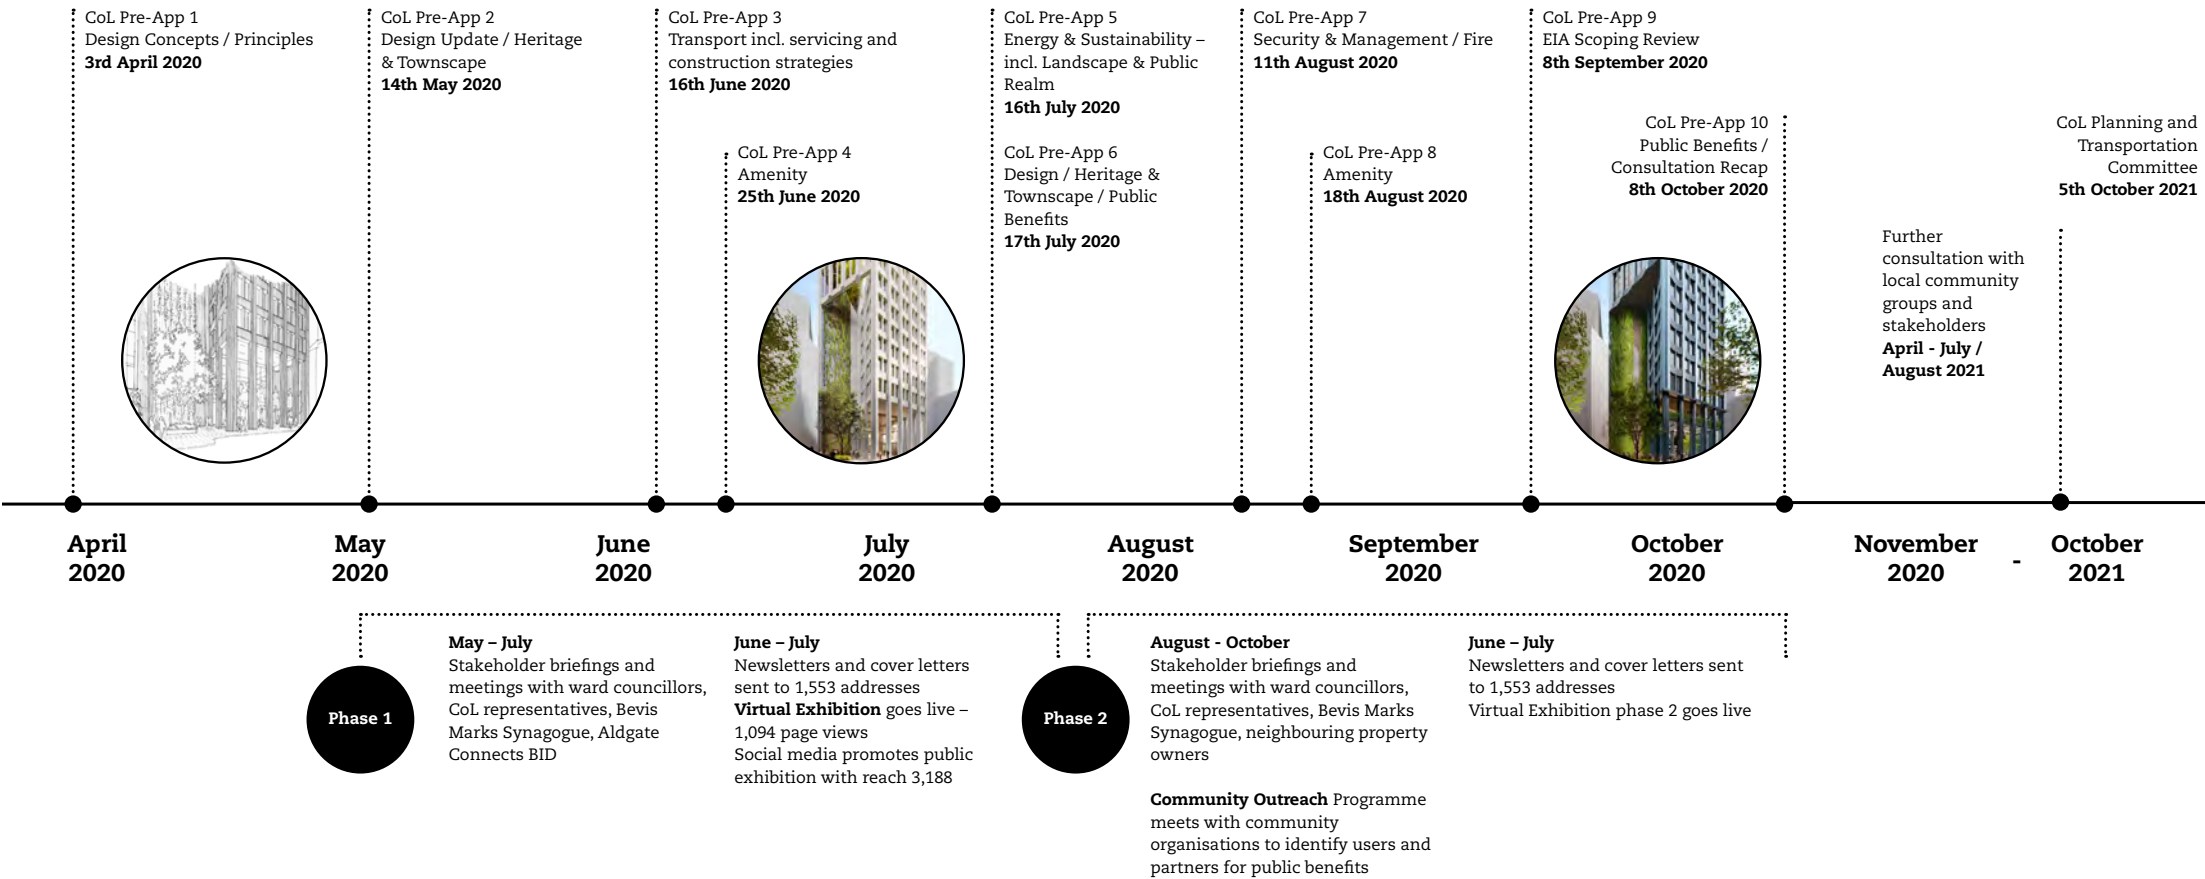 CoL Pre-App 1
Design Concepts / Principles
3rd April 2020
CoL Pre-App 2
Design Update / Heritage
& Townscape
14th May 2020
CoL Pre-App 3
Transport incl. servicing and
construction strategies
16th June 2020
CoL Pre-App 4
Amenity
25th June 2020
CoL Pre-App 5
Energy & Sustainability –
incl. Landscape & Public
Realm
16th July 2020
CoL Pre-App 6
Design / Heritage &
Townscape / Public
Benefits
17th July 2020
CoL Pre-App 7
Security & Management / Fire
11th August 2020
CoL Pre-App 8
Amenity
18th August 2020
CoL Pre-App 9
EIA Scoping Review
8th September 2020
CoL Pre-App 10
Public Benefits /
Consultation Recap
8th October 2020
Further
consultation with
local community
groups and
stakeholders
April - July /
August 2021
CoL Planning and
Transportation
Committee
5th October 2021
April
2020
May
2020
June
2020
July
2020
August
2020
September
2020
October
2020
November
2020
-
October
2021
Phase 1
May – July
Stakeholder briefings and
meetings with ward councillors,
CoL representatives, Bevis
Marks Synagogue, Aldgate
Connects BID
June – July
Newsletters and cover letters
sent to 1,553 addresses
Virtual Exhibition goes live –
1,094 page views
Social media promotes public
exhibition with reach 3,188
Phase 2
August - October
Stakeholder briefings and
meetings with ward councillors,
CoL representatives, Bevis Marks
Synagogue, neighbouring property
owners
Community Outreach Programme
meets with community
organisations to identify users and
partners for public benefits
June – July
Newsletters and cover letters sent
to 1,553 addresses
Virtual Exhibition phase 2 goes live